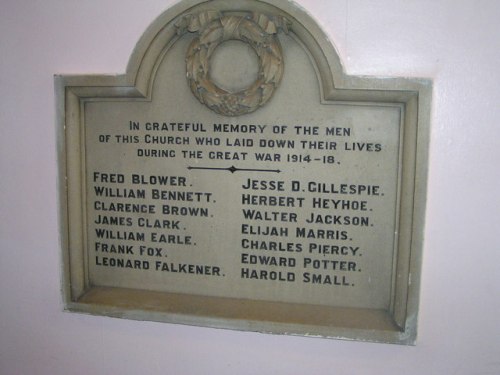 IN GRATEFUL MEMORY OF THE MEN
OF THIS CHURCH WHO LAID DOWN THEIR LIVES
DURING THE GREAT WAR 1914-18.
FRED BLOWER.
WILLIAM BENNETT.
CLARENCE BROWN.
JAMES CLARK.
WILLIAM EARLE.
FRANK FOX.
LEONARD FALKENER.
JESSE D. GILLESPIE.
HERBERT HEYHOE.
WALTER JACKSON.
ELIJAH MARRIS.
CHARLES PIERCY.
EDWARD POTTER.
HAROLD SMALL.